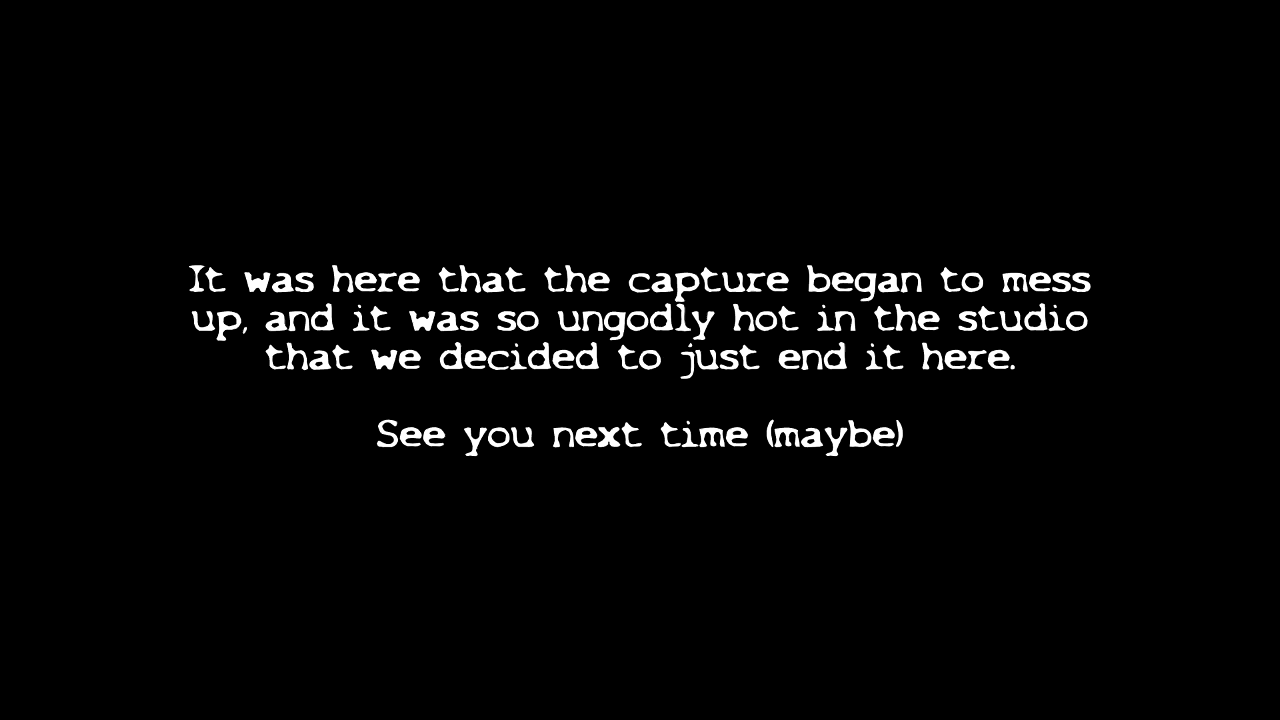 It was here that the capture began to mess
up, and it was so ungodly hot in the studio
that we decided to just end it here.
See you next time (maybe)